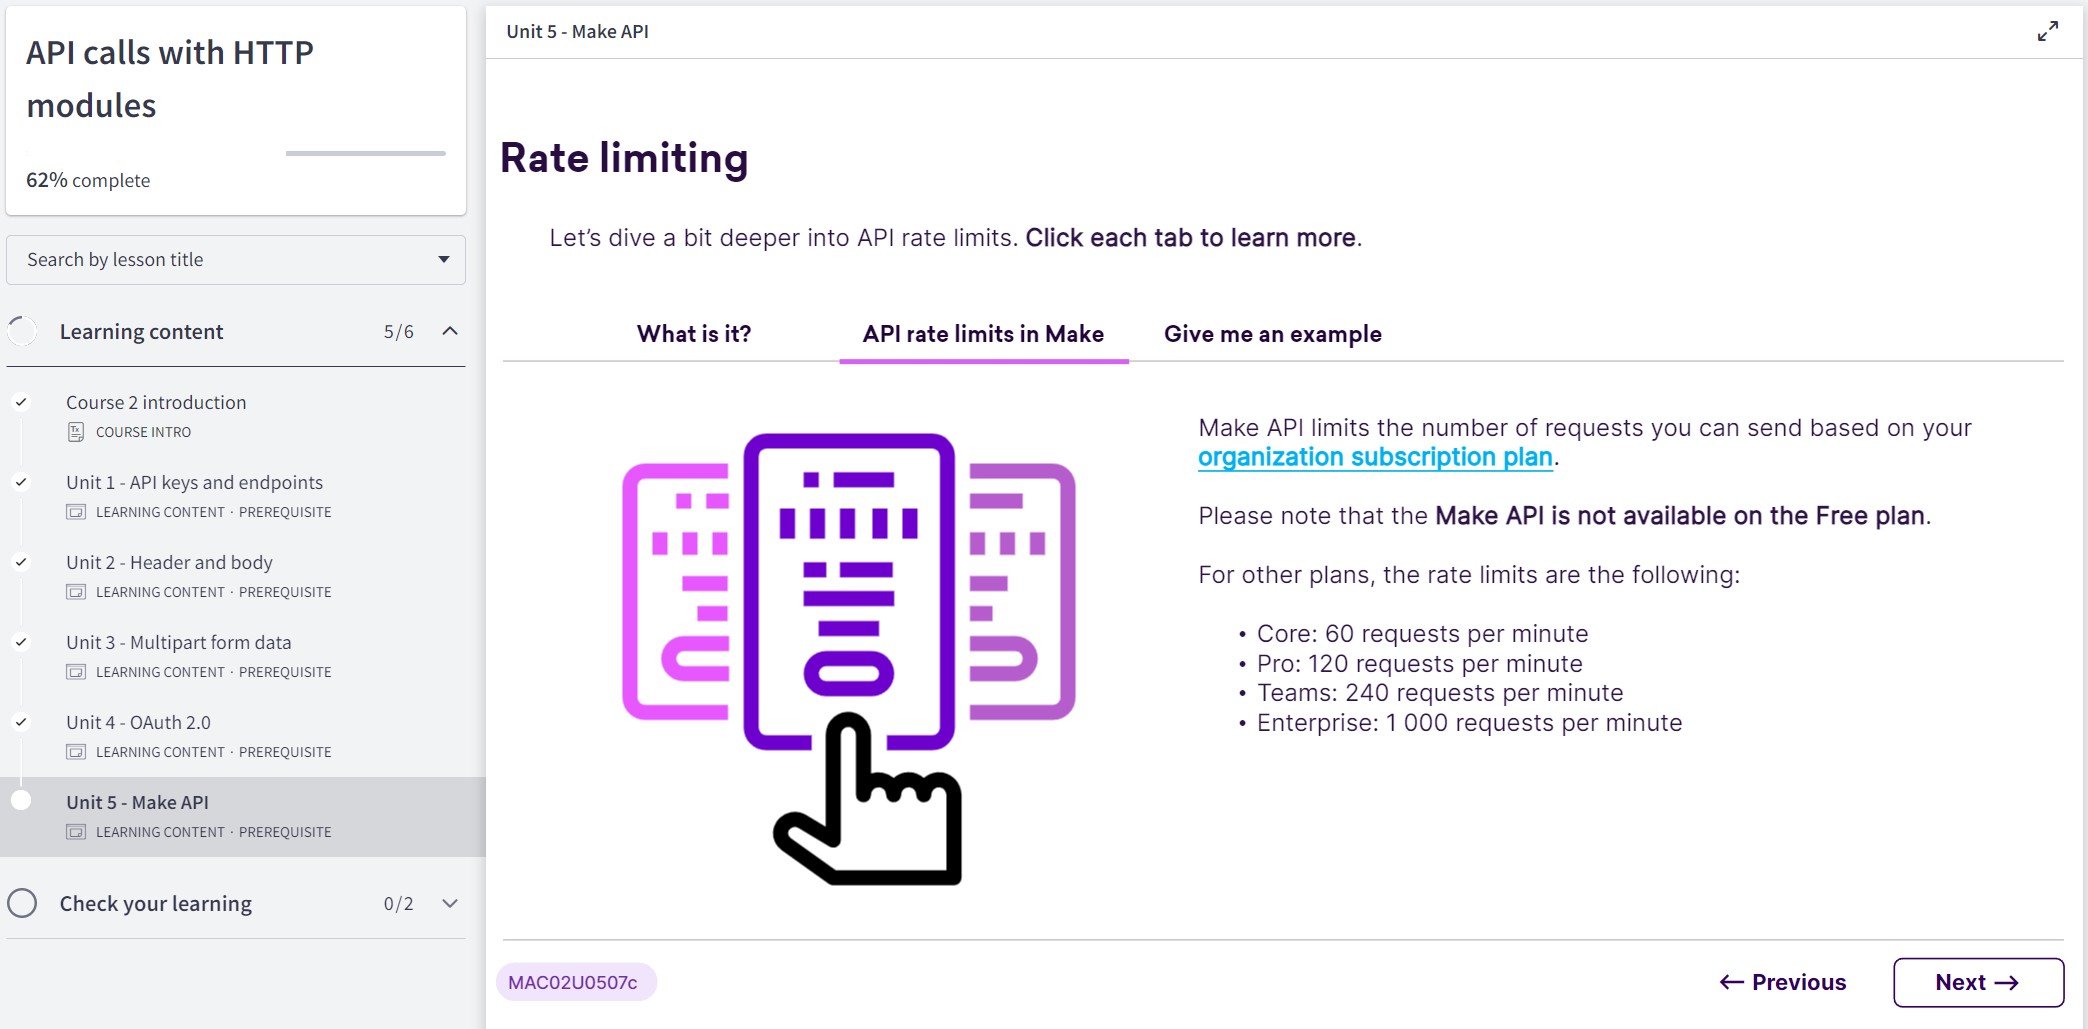 API calls with HTTP
modules
62% complete
Search by lesson title
Learning content 5/6
Course 2 introduction
COURSE INTRO
Unit 1 - API keys and endpoints
LEARNING CONTENT · PREREQUISITE
Unit 2 - Header and body
LEARNING CONTENT · PREREQUISITE
Unit 3 - Multipart form data
LEARNING CONTENT · PREREQUISITE
Unit 4 - OAuth 2.0
LEARNING CONTENT · PREREQUISITE
Unit 5 - Make API
LEARNING CONTENT · PREREQUISITE
Check your learning 0/2
Unit 5 - Make API
Rate limiting
Let’s dive a bit deeper into API rate limits. Click each tab to learn more.
What is it? API rate limits in Make Give me an example
Make API limits the number of requests you can send based on your
organization subscription plan.
Please note that the Make API is not available on the Free plan.
For other plans, the rate limits are the following:
• Core: 60 requests per minute
• Pro: 120 requests per minute
• Teams: 240 requests per minute
• Enterprise: 1 000 requests per minute
MAC02U0507c
← Previous Next →